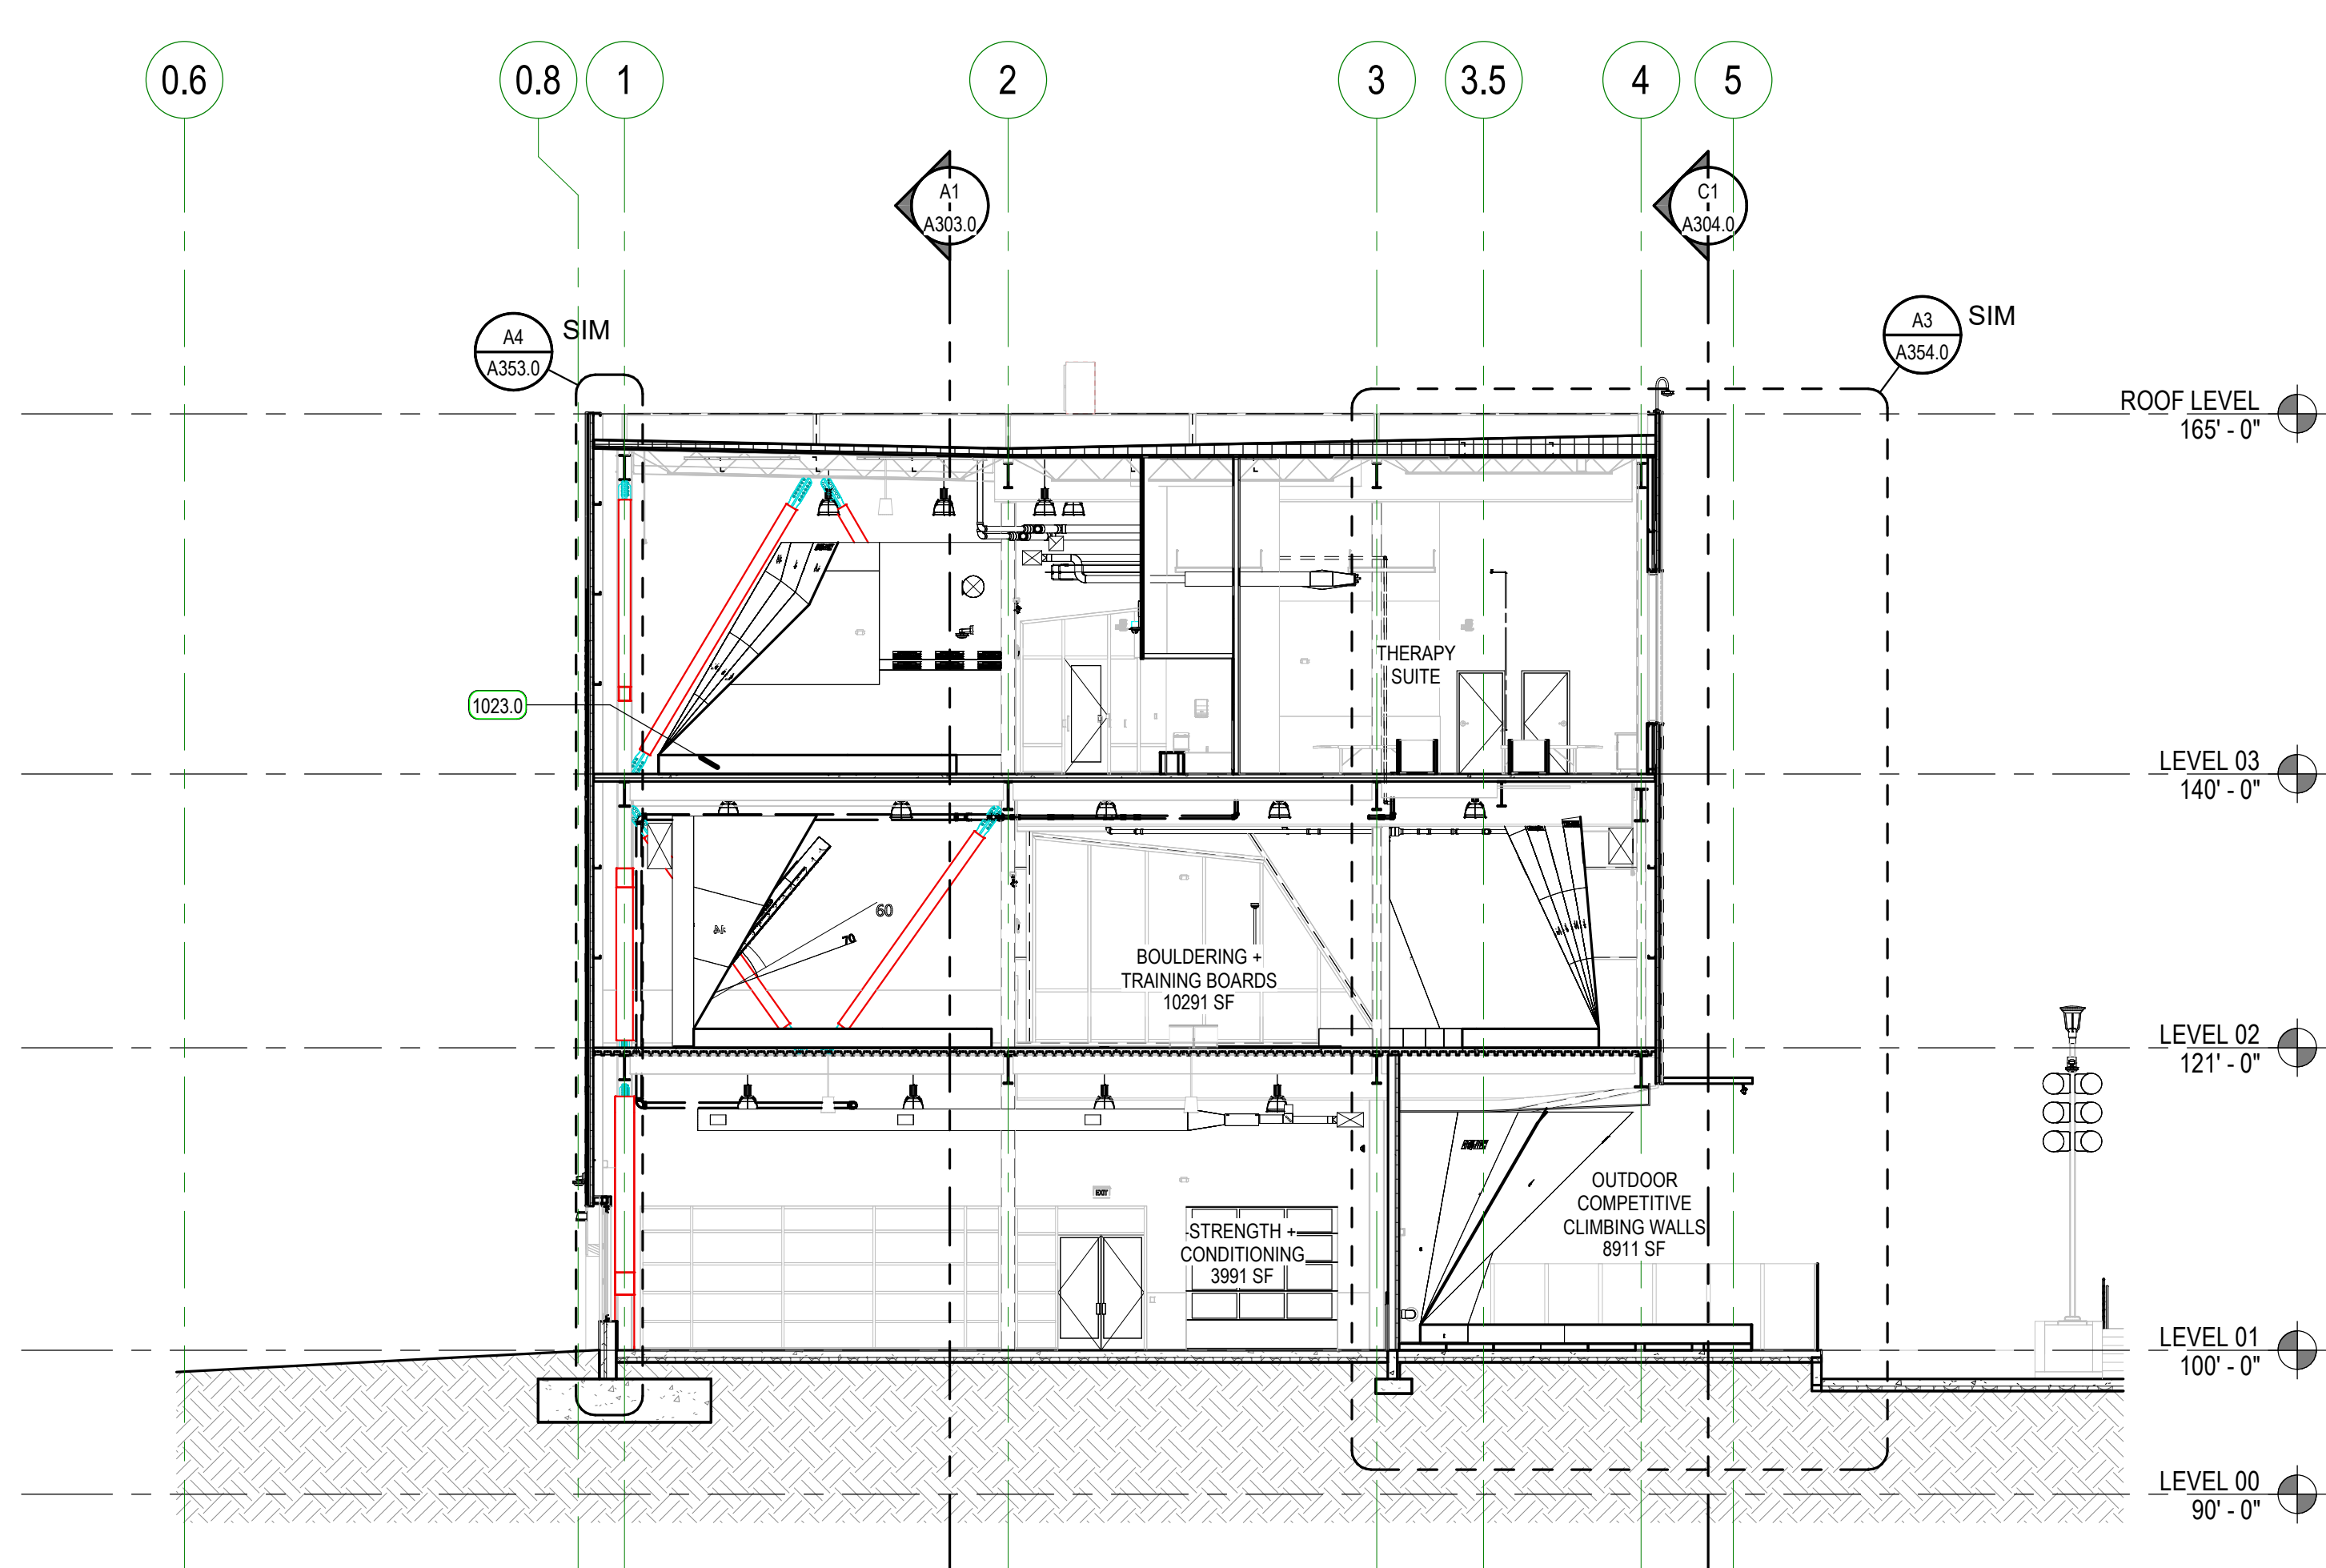 0.6
0.8
1
2
3
3.5
4
5
A1
A303.0
C1
A304.0
A4
A353.0
SIM
A3
A354.0
SIM
ROOF LEVEL
165' - 0"
1023.0
THERAPY
SUITE
LEVEL 03
140' - 0"
60
70
BOULDERING +
TRAINING BOARDS
10291 SF
LEVEL 02
121' - 0"
EXIT
OUTDOOR
COMPETITIVE
CLIMBING WALLS
8911 SF
STRENGTH +
CONDITIONING
3991 SF
LEVEL 01
100' - 0"
LEVEL 00
90' - 0"